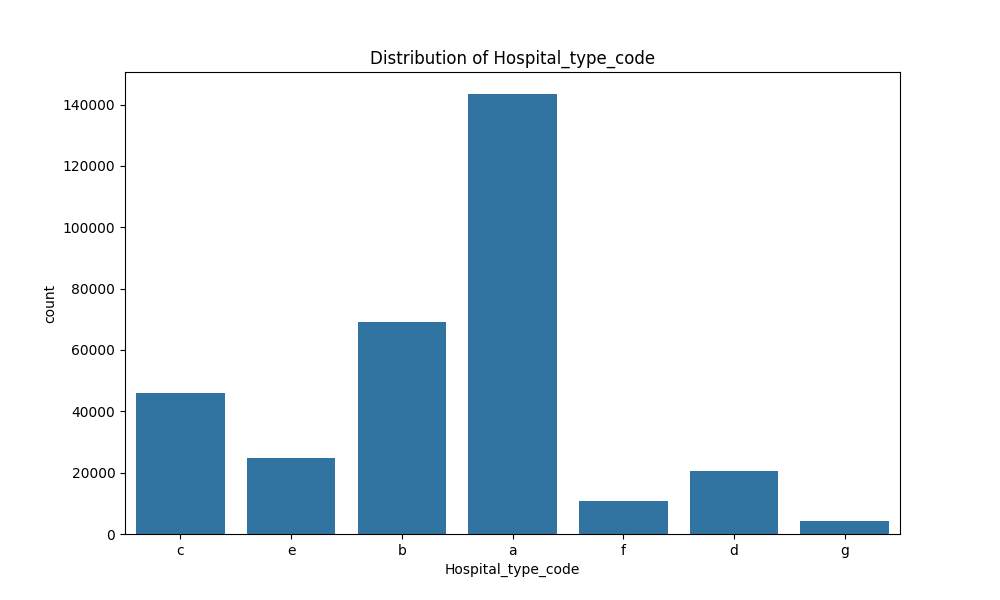 Distribution of Hospital_type_code
140000
120000
100000
80000
60000
40000
20000
0
count
c e b a f d g
Hospital_type_code